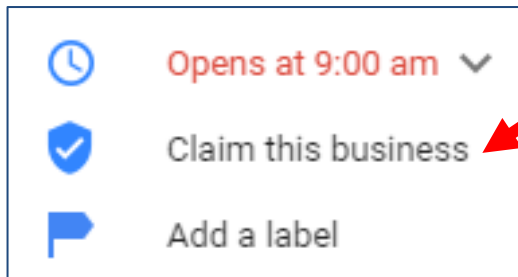 Opens at 9:00 am
Claim this business
Add a label